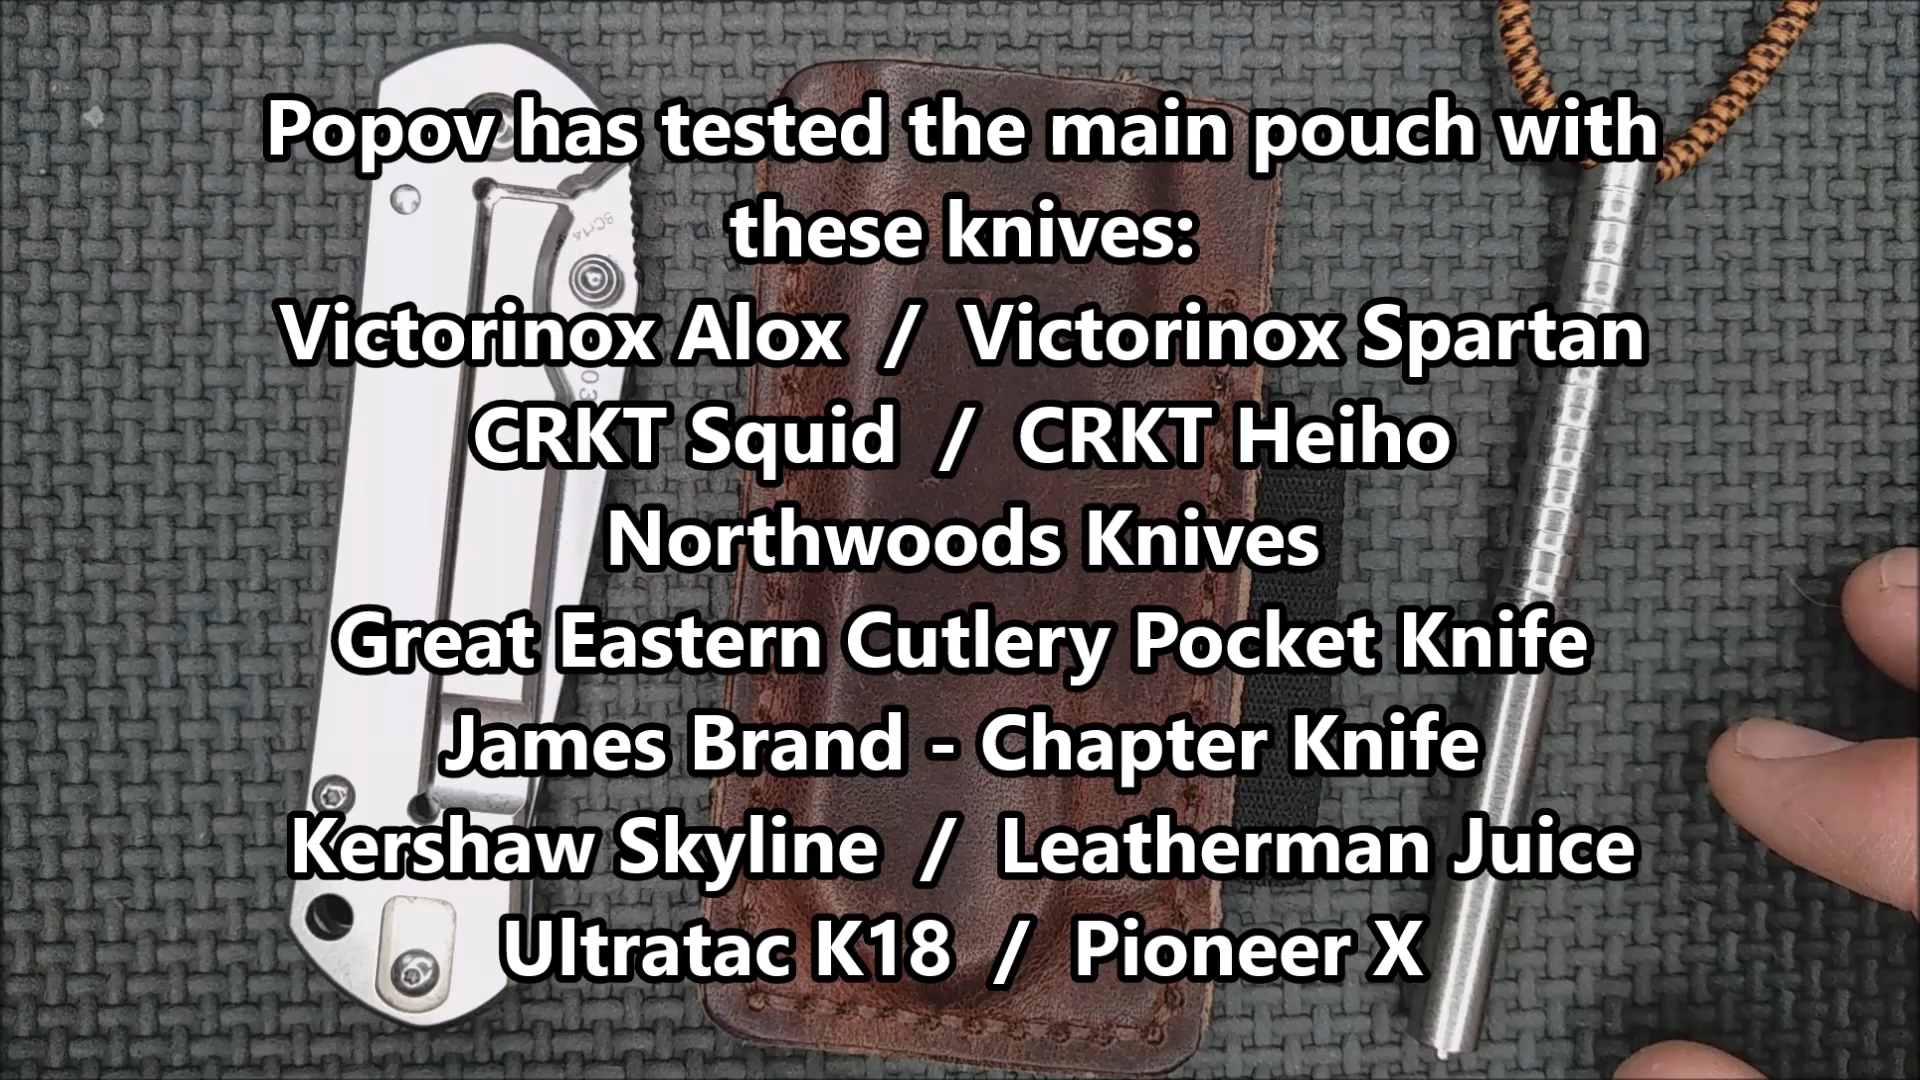 Popov has tested the main pouch with
these knives:
Victorinox Alox / Victorinox Spartan
CRKT Squid / CRKT Heiho
Northwoods Knives
Great Eastern Cutlery Pocket Knife
James Brand - Chapter Knife
Kershaw Skyline / Leatherman Juice
Ultratac K18 / Pioneer X